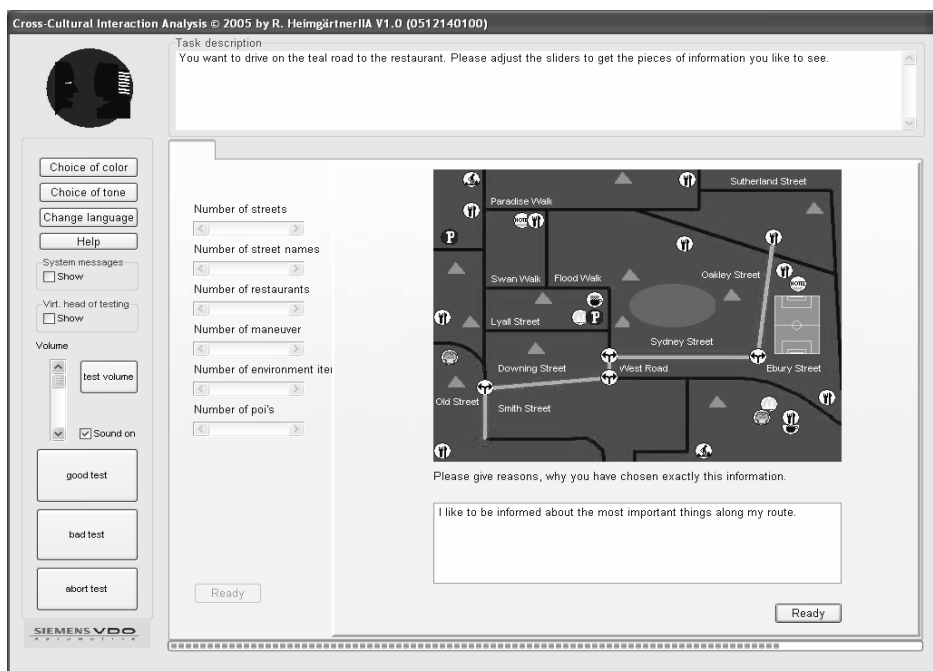 Cross-Cultural Interaction Analysis © 2005 by R. HeimgärtnerIIA V1.0 (0512140100)
Task description
You want to drive on the teal road to the restaurant. Please adjust the sliders to get the pieces of information you like to see.
Choice of color
Choice of tone
Change language
Help
System messages
Show
Virt. head of testing
Show
Volume
test volume
Sound on
good test
bad test
abort test
SIEMENS VDO
Automotive
Number of streets
Number of street names
Number of restaurants
Number of maneuver
Number of environment iter
Number of poi's
Ready
Sutherland Street
Paradise Walk
HOTEL
P
Swan Walk
Flood Walk
Oakley Street
HOTEL
Lyall Street
P
Sydney Street
Downing Street
West Road
Ebury Street
Old Street
Smith Street
Please give reasons, why you have chosen exactly this information.
I like to be informed about the most important things along my route.
Ready